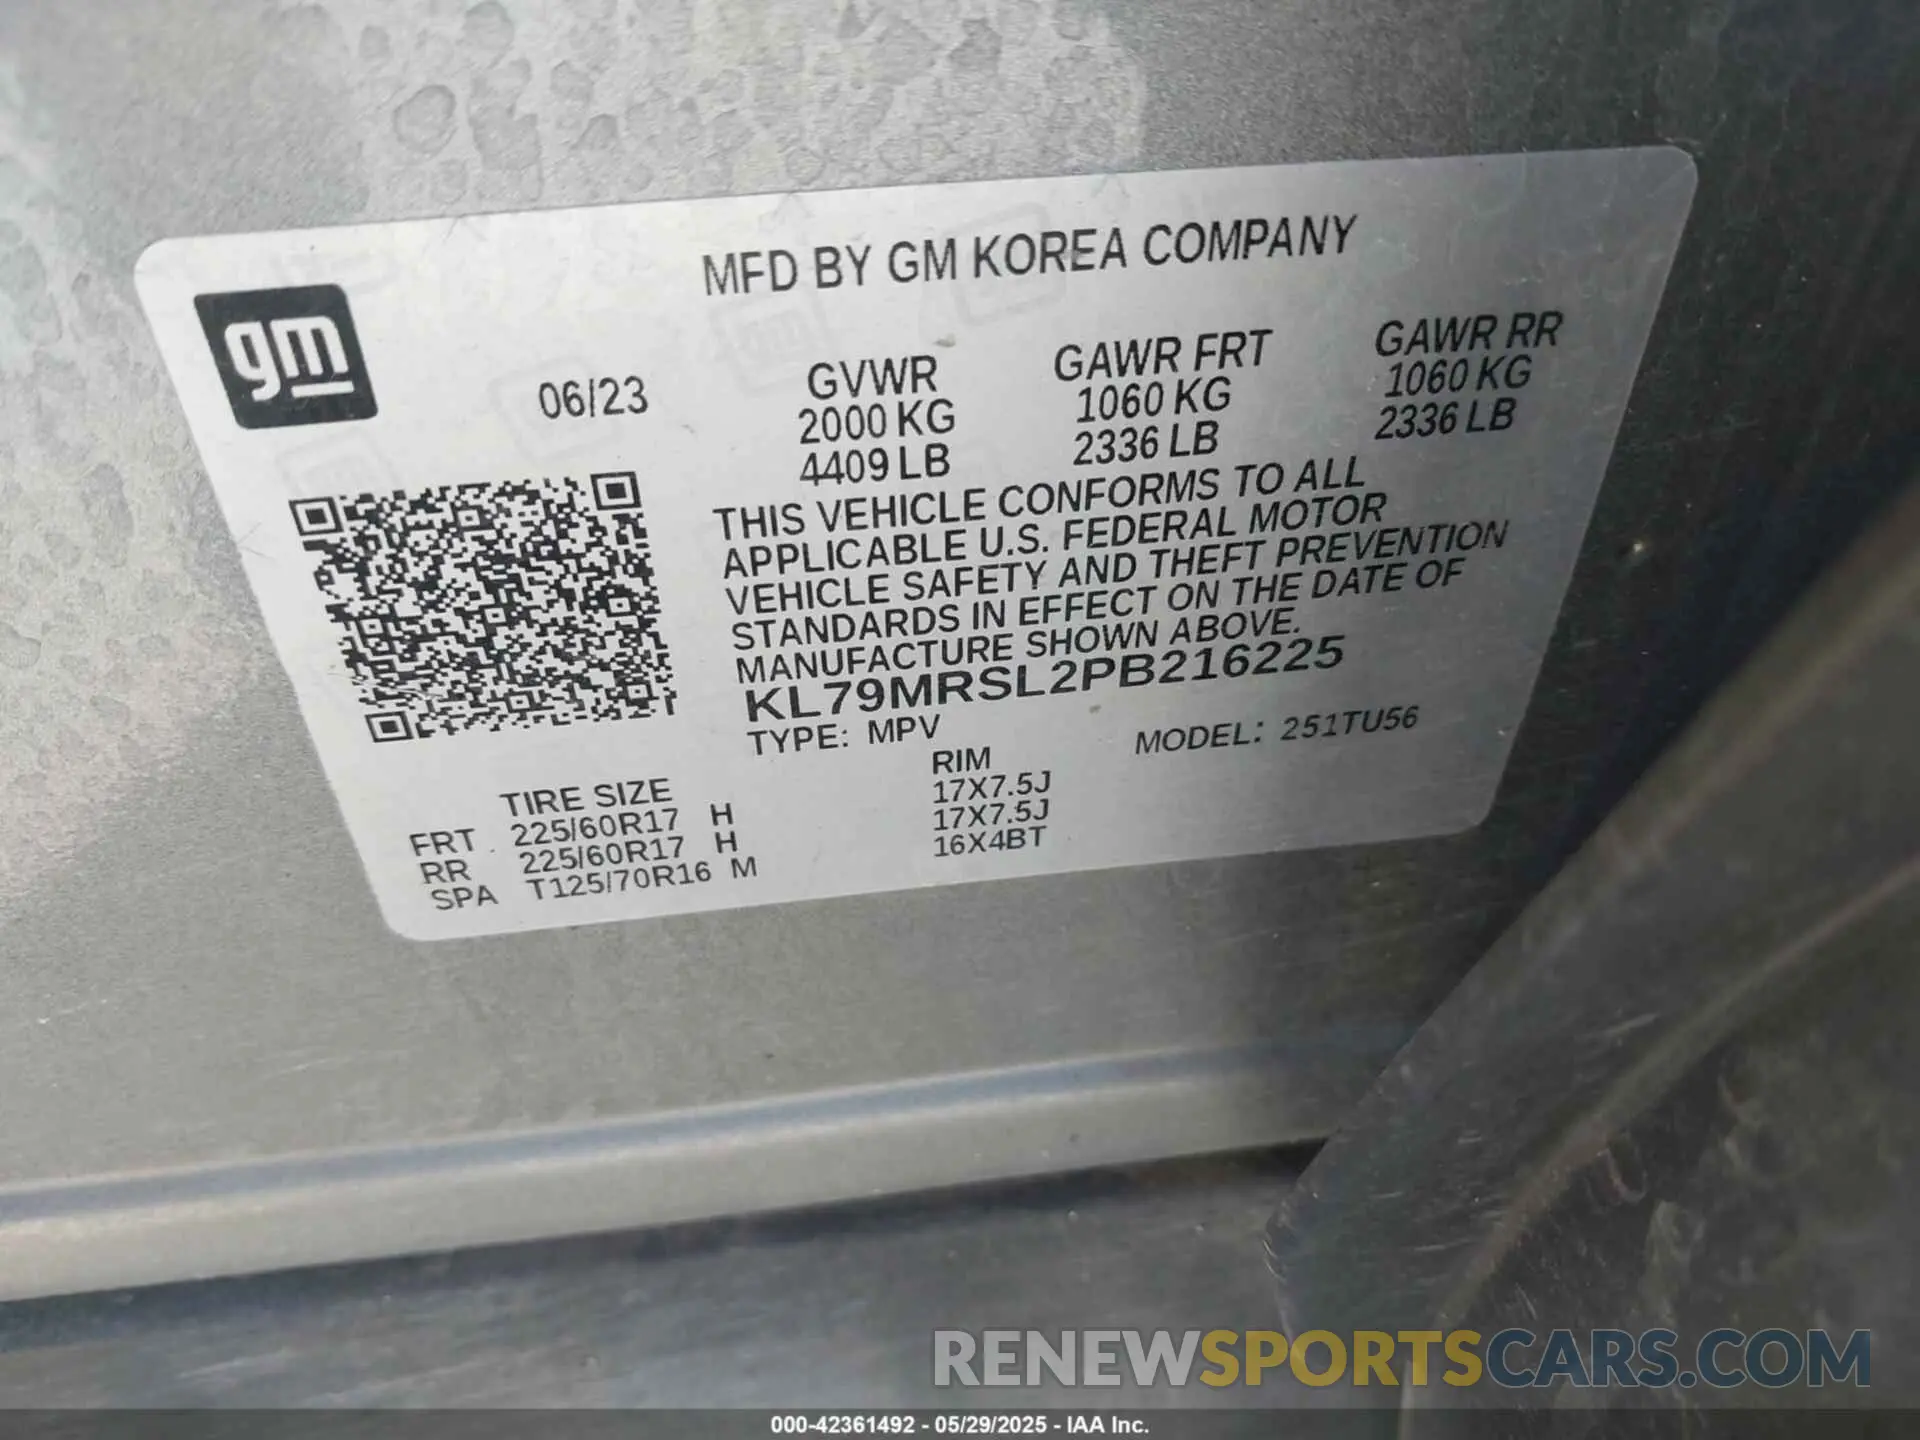 MFD BY GM KOREA COMPANY
gm
06/23
GVWR
2000 KG
4409 LB
GAWR FRT
1060 KG
2336 LB
GAWR RR
1060 KG
2336 LB
THIS VEHICLE CONFORMS TO ALL
APPLICABLE U.S. FEDERAL MOTOR
VEHICLE SAFETY AND THEFT PREVENTION
STANDARDS IN EFFECT ON THE DATE OF
MANUFACTURE SHOWN ABOVE.
KL79MRSL2PB216225
TYPE: MPV MODEL: 251TU56
TIRE SIZE RIM
FRT 225/60R17 H 17X7.5J
RR 225/60R17 H 17X7.5J
SPA T125/70R16 M 16X4BT
RENEWSPORTSCARS.COM
000-42361492 - 05/29/2025 - IAA Inc.